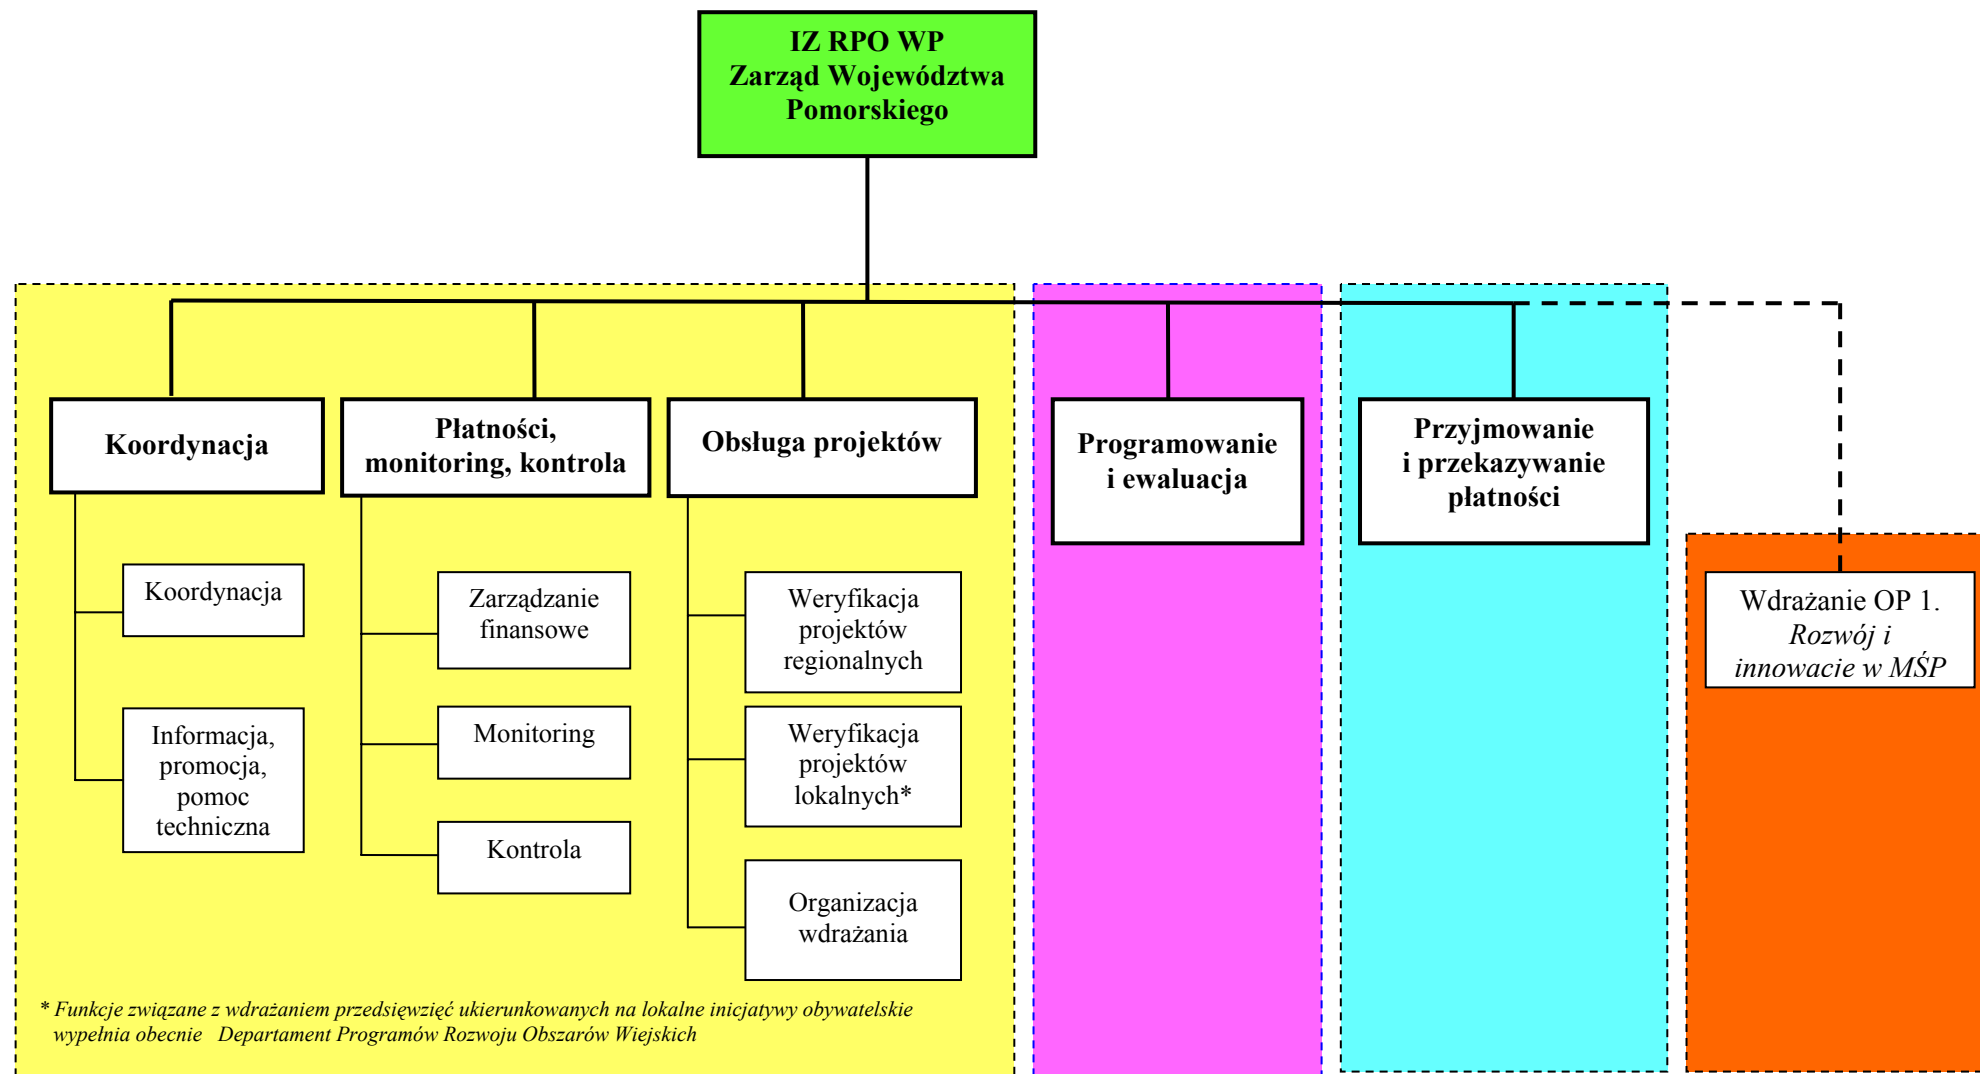 IZ RPO WP
Zarząd Województwa
Pomorskiego
Koordynacja
Płatności,
monitoring, kontrola
Obsługa projektów
Programowanie
i ewaluacja
Przyjmowanie
i przekazywanie
płatności
Koordynacja
Informacja,
promocja,
pomoc
techniczna
Zarządzanie
finansowe
Monitoring
Kontrola
Weryfikacja
projektów
regionalnych
Weryfikacja
projektów
lokalnych*
Organizacja
wdrażania
Wdrażanie OP 1.
Rozwój i
innowacie w MŚP
* Funkcje związane z wdrażaniem przedsięwzięć ukierunkowanych na lokalne inicjatywy obywatelskie
wypełnia obecnie Departament Programów Rozwoju Obszarów Wiejskich